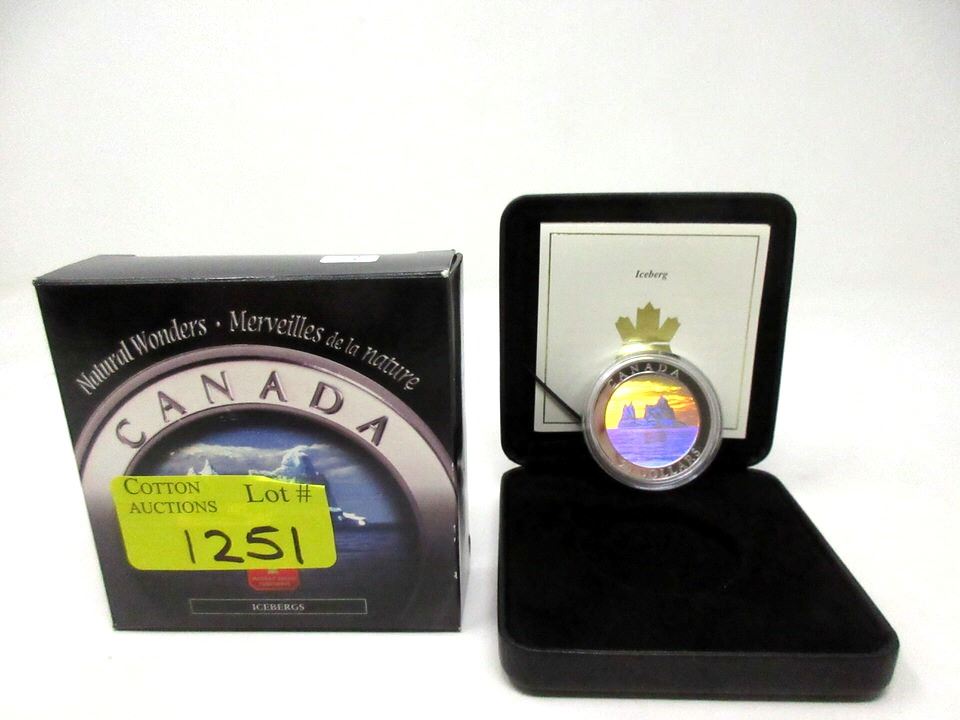 Natural Wonders · Merveilles de la nature
CANADA
COTTON
AUCTIONS
Lot #
1251
ICEBERGS
Iceberg
CANADA
DOLLARS